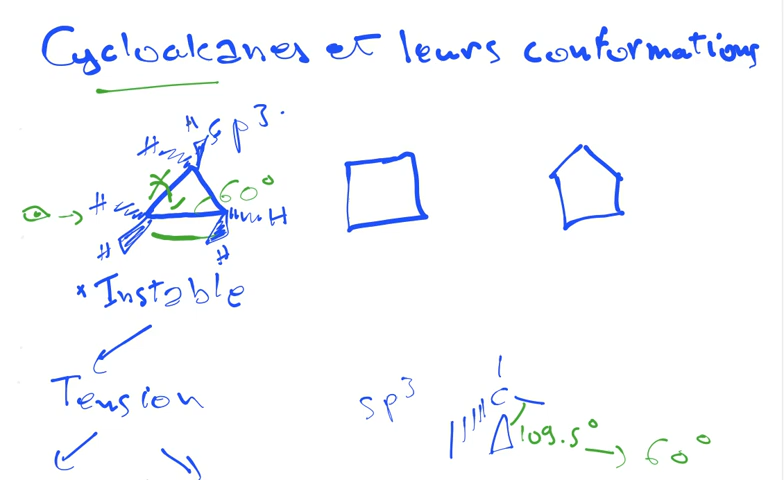 Cycloalcanes et leurs conformations
H
H
sp³.
H
60°
H
H
H
* Instable
Tension
sp³
C
109.5° → 60°